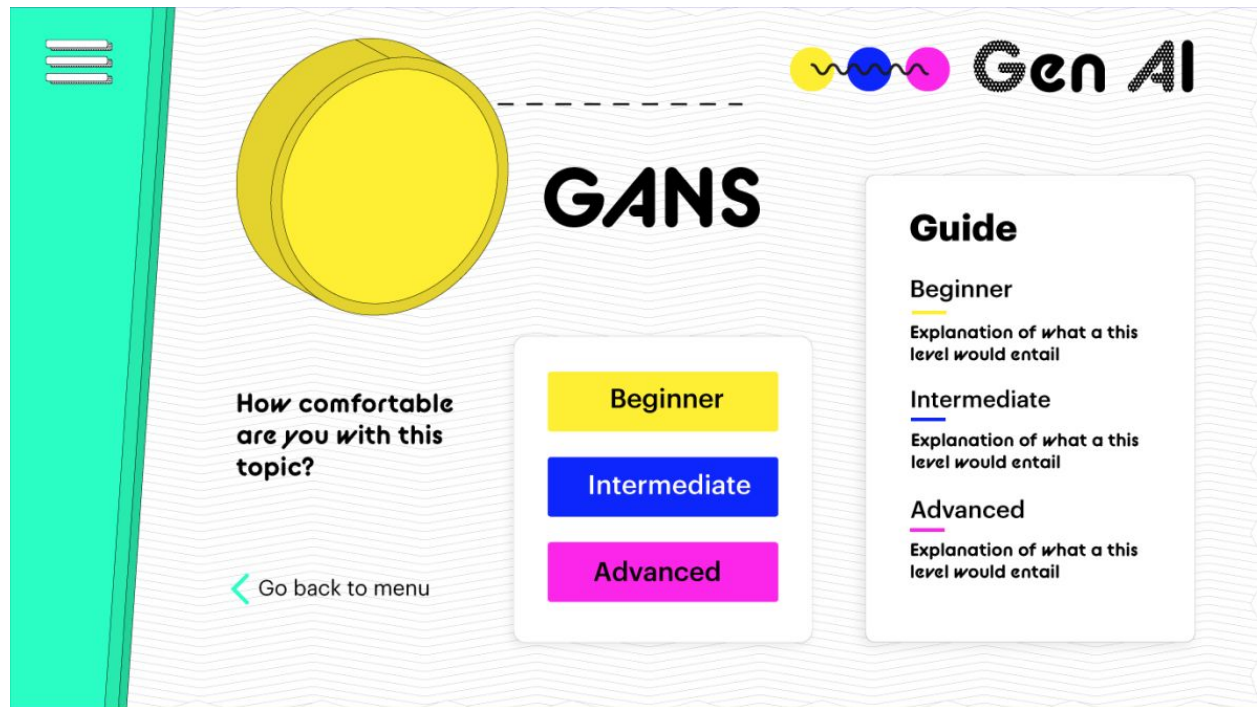 Gen AI
GANS
How comfortable
are you with this
topic?
Go back to menu
Beginner
Intermediate
Advanced
Guide
Beginner
Explanation of what a this
level would entail
Intermediate
Explanation of what a this
level would entail
Advanced
Explanation of what a this
level would entail